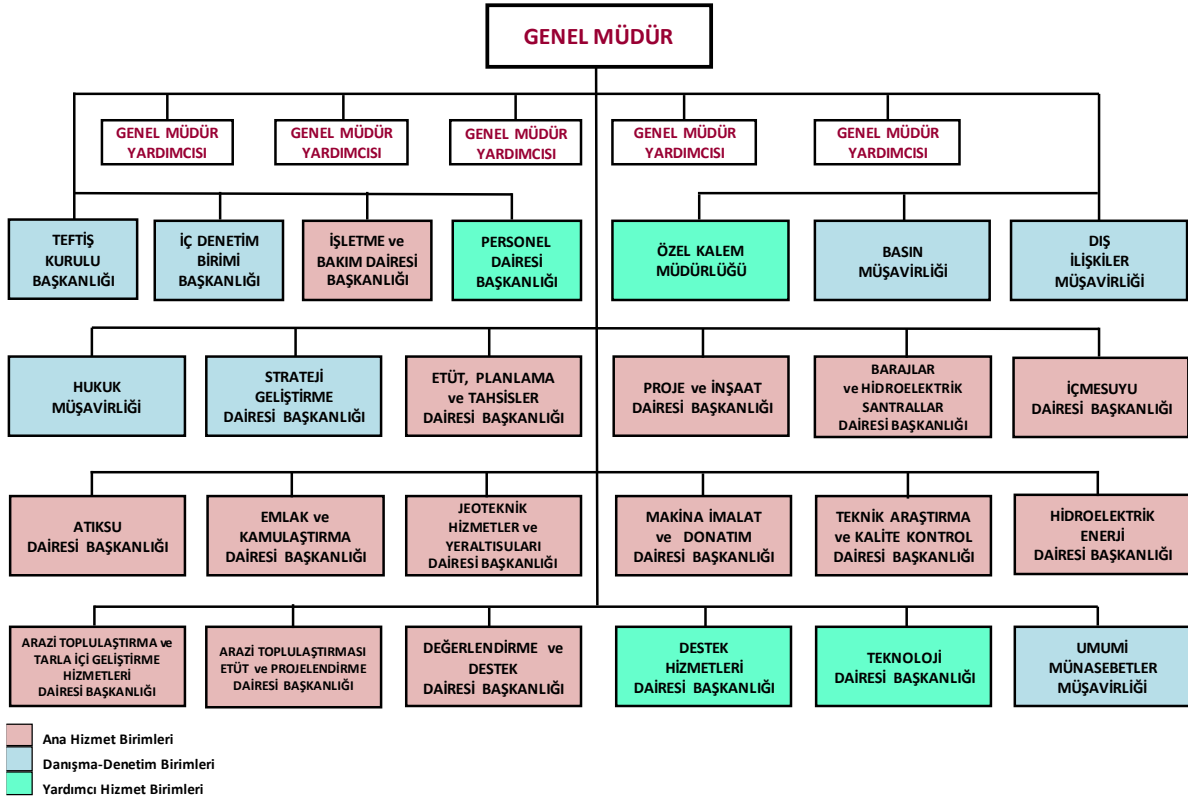 GENEL MÜDÜR
GENEL MÜDÜR
YARDIMCISI
GENEL MÜDÜR
YARDIMCISI
GENEL MÜDÜR
YARDIMCISI
GENEL MÜDÜR
YARDIMCISI
GENEL MÜDÜR
YARDIMCISI
TEFTİŞ
KURULU
BAŞKANLIĞI
İÇ DENETİM
BİRİMİ
BAŞKANLIĞI
İŞLETME ve
BAKIM DAİRESİ
BAŞKANLIĞI
PERSONEL
DAİRESİ
BAŞKANLIĞI
ÖZEL KALEM
MÜDÜRLÜĞÜ
BASIN
MÜŞAVİRLİĞİ
DIŞ
İLİŞKİLER
MÜŞAVİRLİĞİ
HUKUK
MÜŞAVİRLİĞİ
STRATEJİ
GELİŞTİRME
DAİRESİ BAŞKANLIĞI
ETÜT, PLANLAMA
ve TAHSİSLER
DAİRESİ BAŞKANLIĞI
PROJE ve İNŞAAT
DAİRESİ BAŞKANLIĞI
BARAJLAR
ve HİDROELEKTRİK
SANTRALLAR
DAİRESİ BAŞKANLIĞI
İÇMESUYU
DAİRESİ BAŞKANLIĞI
ATIKSU
DAİRESİ BAŞKANLIĞI
EMLAK ve
KAMULAŞTIRMA
DAİRESİ BAŞKANLIĞI
JEOTEKNİK
HİZMETLER ve
YERALTISULARI
DAİRESİ BAŞKANLIĞI
MAKİNA İMALAT
ve DONATIM
DAİRESİ BAŞKANLIĞI
TEKNİK ARAŞTIRMA
ve KALİTE KONTROL
DAİRESİ BAŞKANLIĞI
HİDROELEKTRİK
ENERJİ
DAİRESİ BAŞKANLIĞI
ARAZİ TOPLULAŞTIRMA ve
TARLA İÇİ GELİŞTİRME
HİZMETLERİ
DAİRESİ BAŞKANLIĞI
ARAZİ TOPLULAŞTIRMASI
ETÜT ve PROJELENDİRME
DAİRESİ BAŞKANLIĞI
DEĞERLENDİRME ve
DESTEK
DAİRESİ BAŞKANLIĞI
DESTEK
HİZMETLERİ
DAİRESİ BAŞKANLIĞI
TEKNOLOJİ
DAİRESİ BAŞKANLIĞI
UMUMİ
MÜNASEBETLER
MÜŞAVİRLİĞİ
Ana Hizmet Birimleri
Danışma-Denetim Birimleri
Yardımcı Hizmet Birimleri